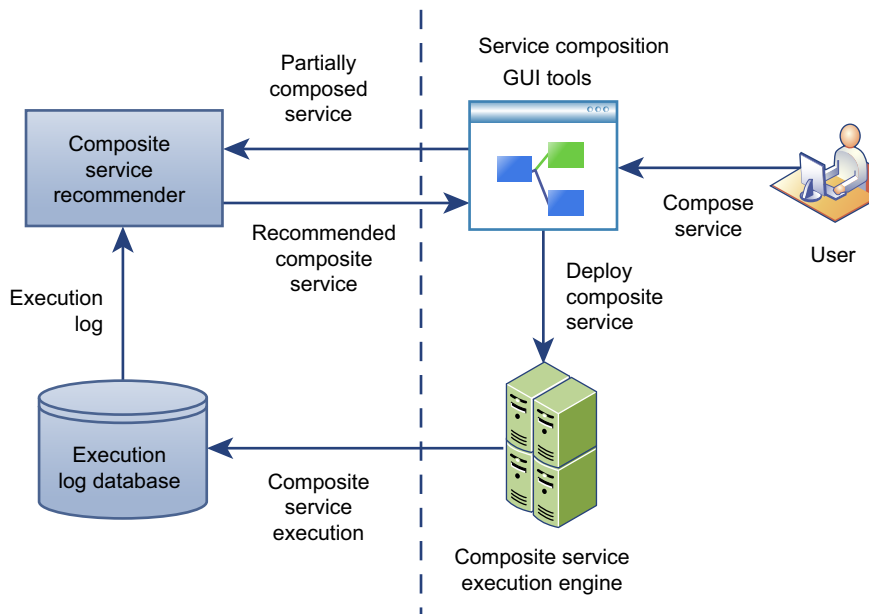 Service composition
GUI tools
Partially
composed
service
Composite
service
recommender
Recommended
composite
service
Compose
service
User
Deploy
composite
service
Execution
log
Execution
log database
Composite
service
execution
Composite service
execution engine